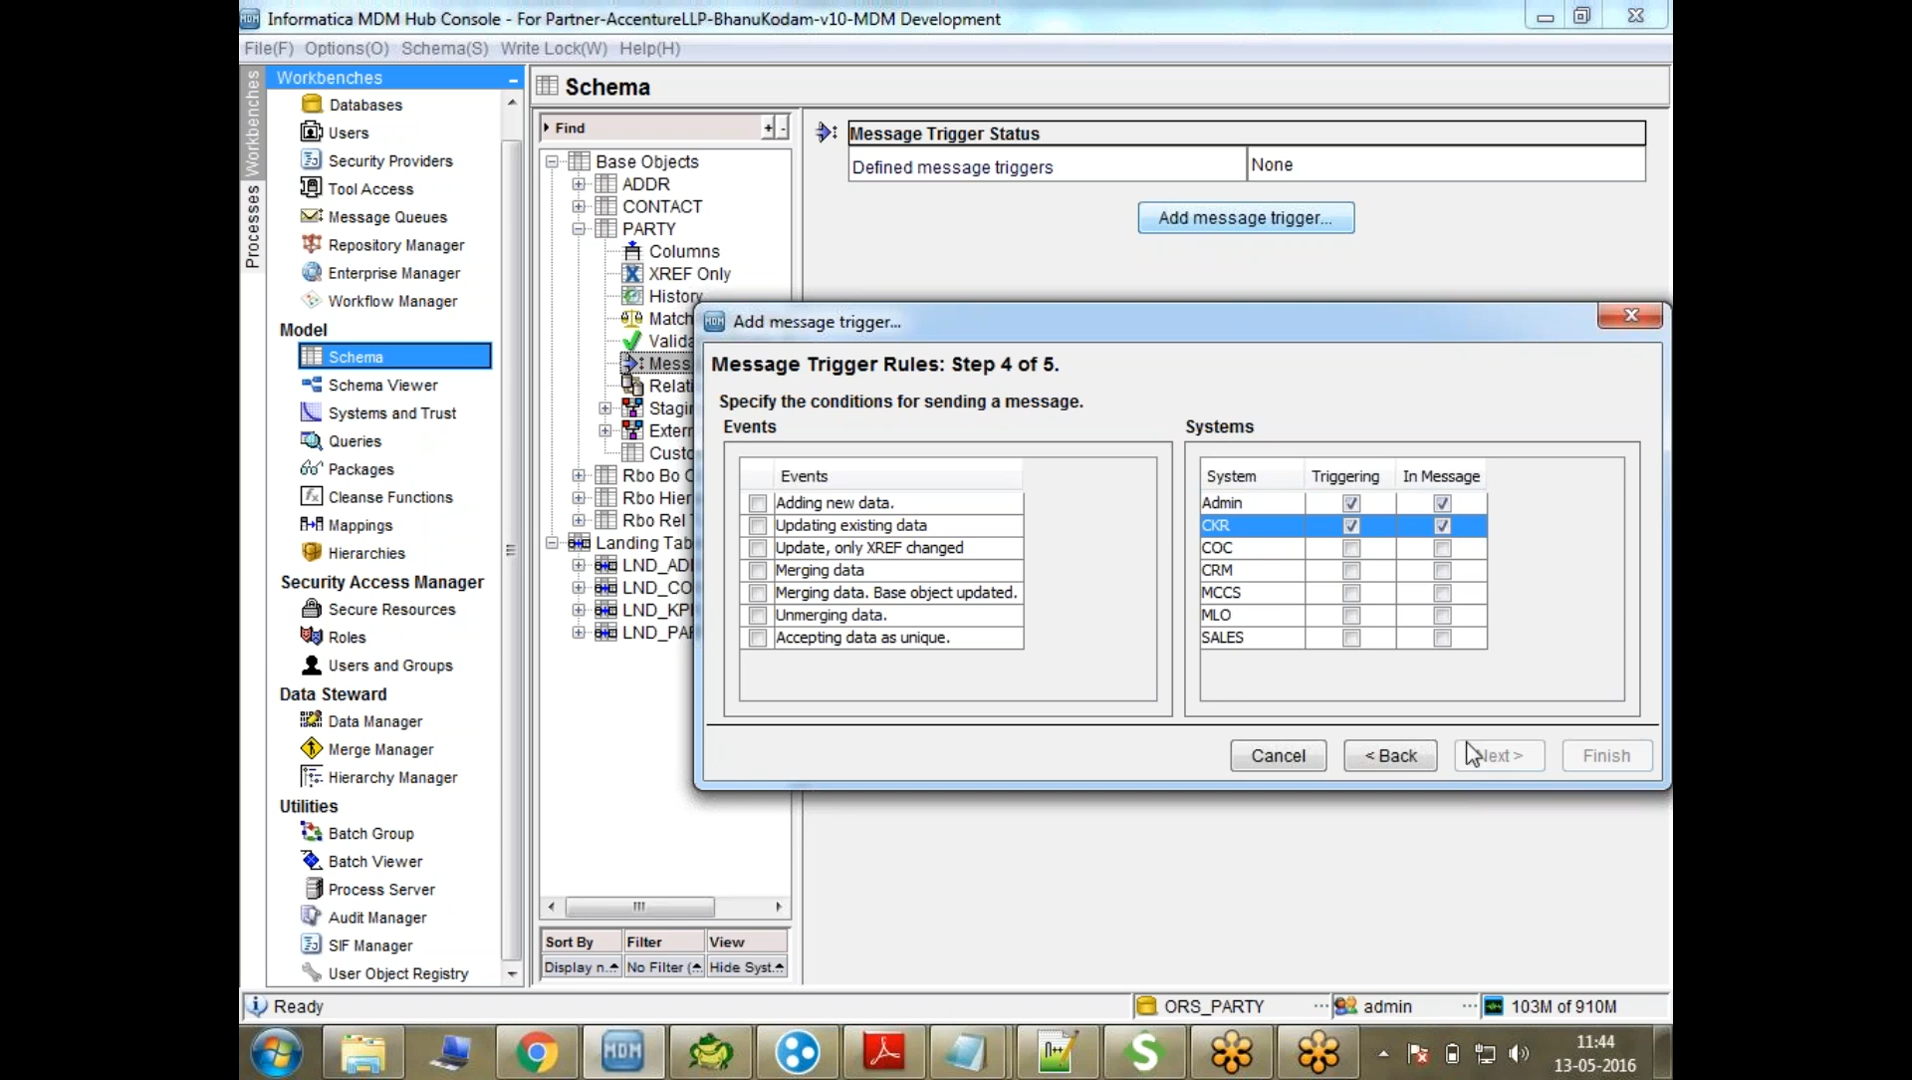 Informatica MDM Hub Console - For Partner-AccentureLLP-BhanuKodam-v10-MDM Development
File(F) Options(O) Schema(S) Write Lock(W) Help(H)
Workbenches
Processes
Workbenches
Databases
Users
Security Providers
Tool Access
Message Queues
Repository Manager
Enterprise Manager
Workflow Manager
Model
Schema
Schema Viewer
Systems and Trust
Queries
Packages
Cleanse Functions
Mappings
Hierarchies
Security Access Manager
Secure Resources
Roles
Users and Groups
Data Steward
Data Manager
Merge Manager
Hierarchy Manager
Utilities
Batch Group
Batch Viewer
Process Server
Audit Manager
SIF Manager
User Object Registry
Schema
Find
+ -
Base Objects
ADDR
CONTACT
PARTY
Columns
XREF Only
History
Match
Valida
Mess
Relati
Stagin
Extern
Custo
Rbo Bo C
Rbo Hier
Rbo Rel T
Landing Tab
LND_AD
LND_CO
LND_KP
LND_PA
Sort By Filter View
Display n... No Filter ( Hide Syst...
Message Trigger Status
Defined message triggers None
Add message trigger...
MDM Add message trigger...
Message Trigger Rules: Step 4 of 5.
Specify the conditions for sending a message.
Events
Events
Adding new data.
Updating existing data
Update, only XREF changed
Merging data
Merging data. Base object updated.
Unmerging data.
Accepting data as unique.
Systems
System Triggering In Message
Admin
CKR
COC
CRM
MCCS
MLO
SALES
Cancel < Back Next > Finish
Ready
ORS_PARTY ... admin ... 103M of 910M
MDM
n++
S
11:44
13-05-2016